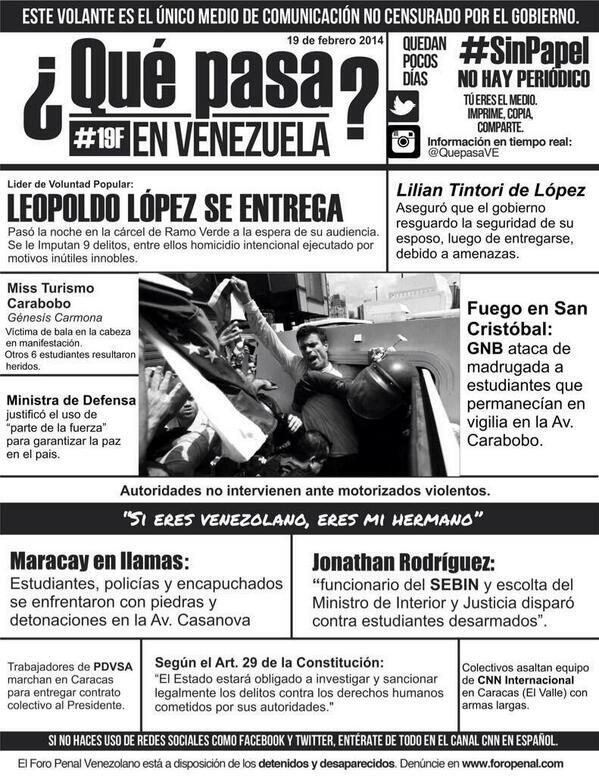 ESTE VOLANTE ES EL ÚNICO MEDIO DE COMUNICACIÓN NO CENSURADO POR EL GOBIERNO.
19 de febrero 2014
¿Qué pasa?
#19F EN VENEZUELA
QUEDAN
POCOS
DÍAS
#SinPapel
NO HAY PERIÓDICO
TÚ ERES EL MEDIO.
IMPRIME, COPIA,
COMPARTE.
Información en tiempo real:
@QuepasaVE
Lider de Voluntad Popular:
LEOPOLDO LÓPEZ SE ENTREGA
Pasó la noche en la cárcel de Ramo Verde a la espera de su audiencia.
Se le Imputan 9 delitos, entre ellos homicidio intencional ejecutado por
motivos inútiles innobles.
Lilian Tintori de López
Aseguró que el gobierno
resguardo la seguridad de su
esposo, luego de entregarse,
debido a amenazas.
Miss Turismo
Carabobo
Génesis Carmona
Víctima de bala en la cabeza
en manifestación.
Otros 6 estudiantes resultaron
heridos.
Ministra de Defensa
justificó el uso de
“parte de la fuerza”
para garantizar la paz
en el pais.
Fuego en San
Cristóbal:
GNB ataca de
madrugada a
estudiantes que
permanecían en
vigilia en la Av.
Carabobo.
Autoridades no intervienen ante motorizados violentos.
"SI ERES VENEZOLANO, ERES MI HERMANO"
Maracay en llamas:
Estudiantes, policías y encapuchados
se enfrentaron con piedras y
detonaciones en la Av. Casanova
Jonathan Rodríguez:
“funcionario del SEBIN y escolta del
Ministro de Interior y Justicia disparó
contra estudiantes desarmados”.
Trabajadores de PDVSA
marchan en Caracas
para entregar contrato
colectivo al Presidente.
Según el Art. 29 de la Constitución:
“El Estado estará obligado a investigar y sancionar
legalmente los delitos contra los derechos humanos
cometidos por sus autoridades."
Colectivos asaltan equipo
de CNN Internacional
en Caracas (El Valle) con
armas largas.
SI NO HACES USO DE REDES SOCIALES COMO FACEBOOK Y TWITTER, ENTÉRATE DE TODO EN EL CANAL CNN EN ESPAÑOL.
El Foro Penal Venezolano está a disposición de los detenidos y desaparecidos. Denúncie en www.foropenal.com